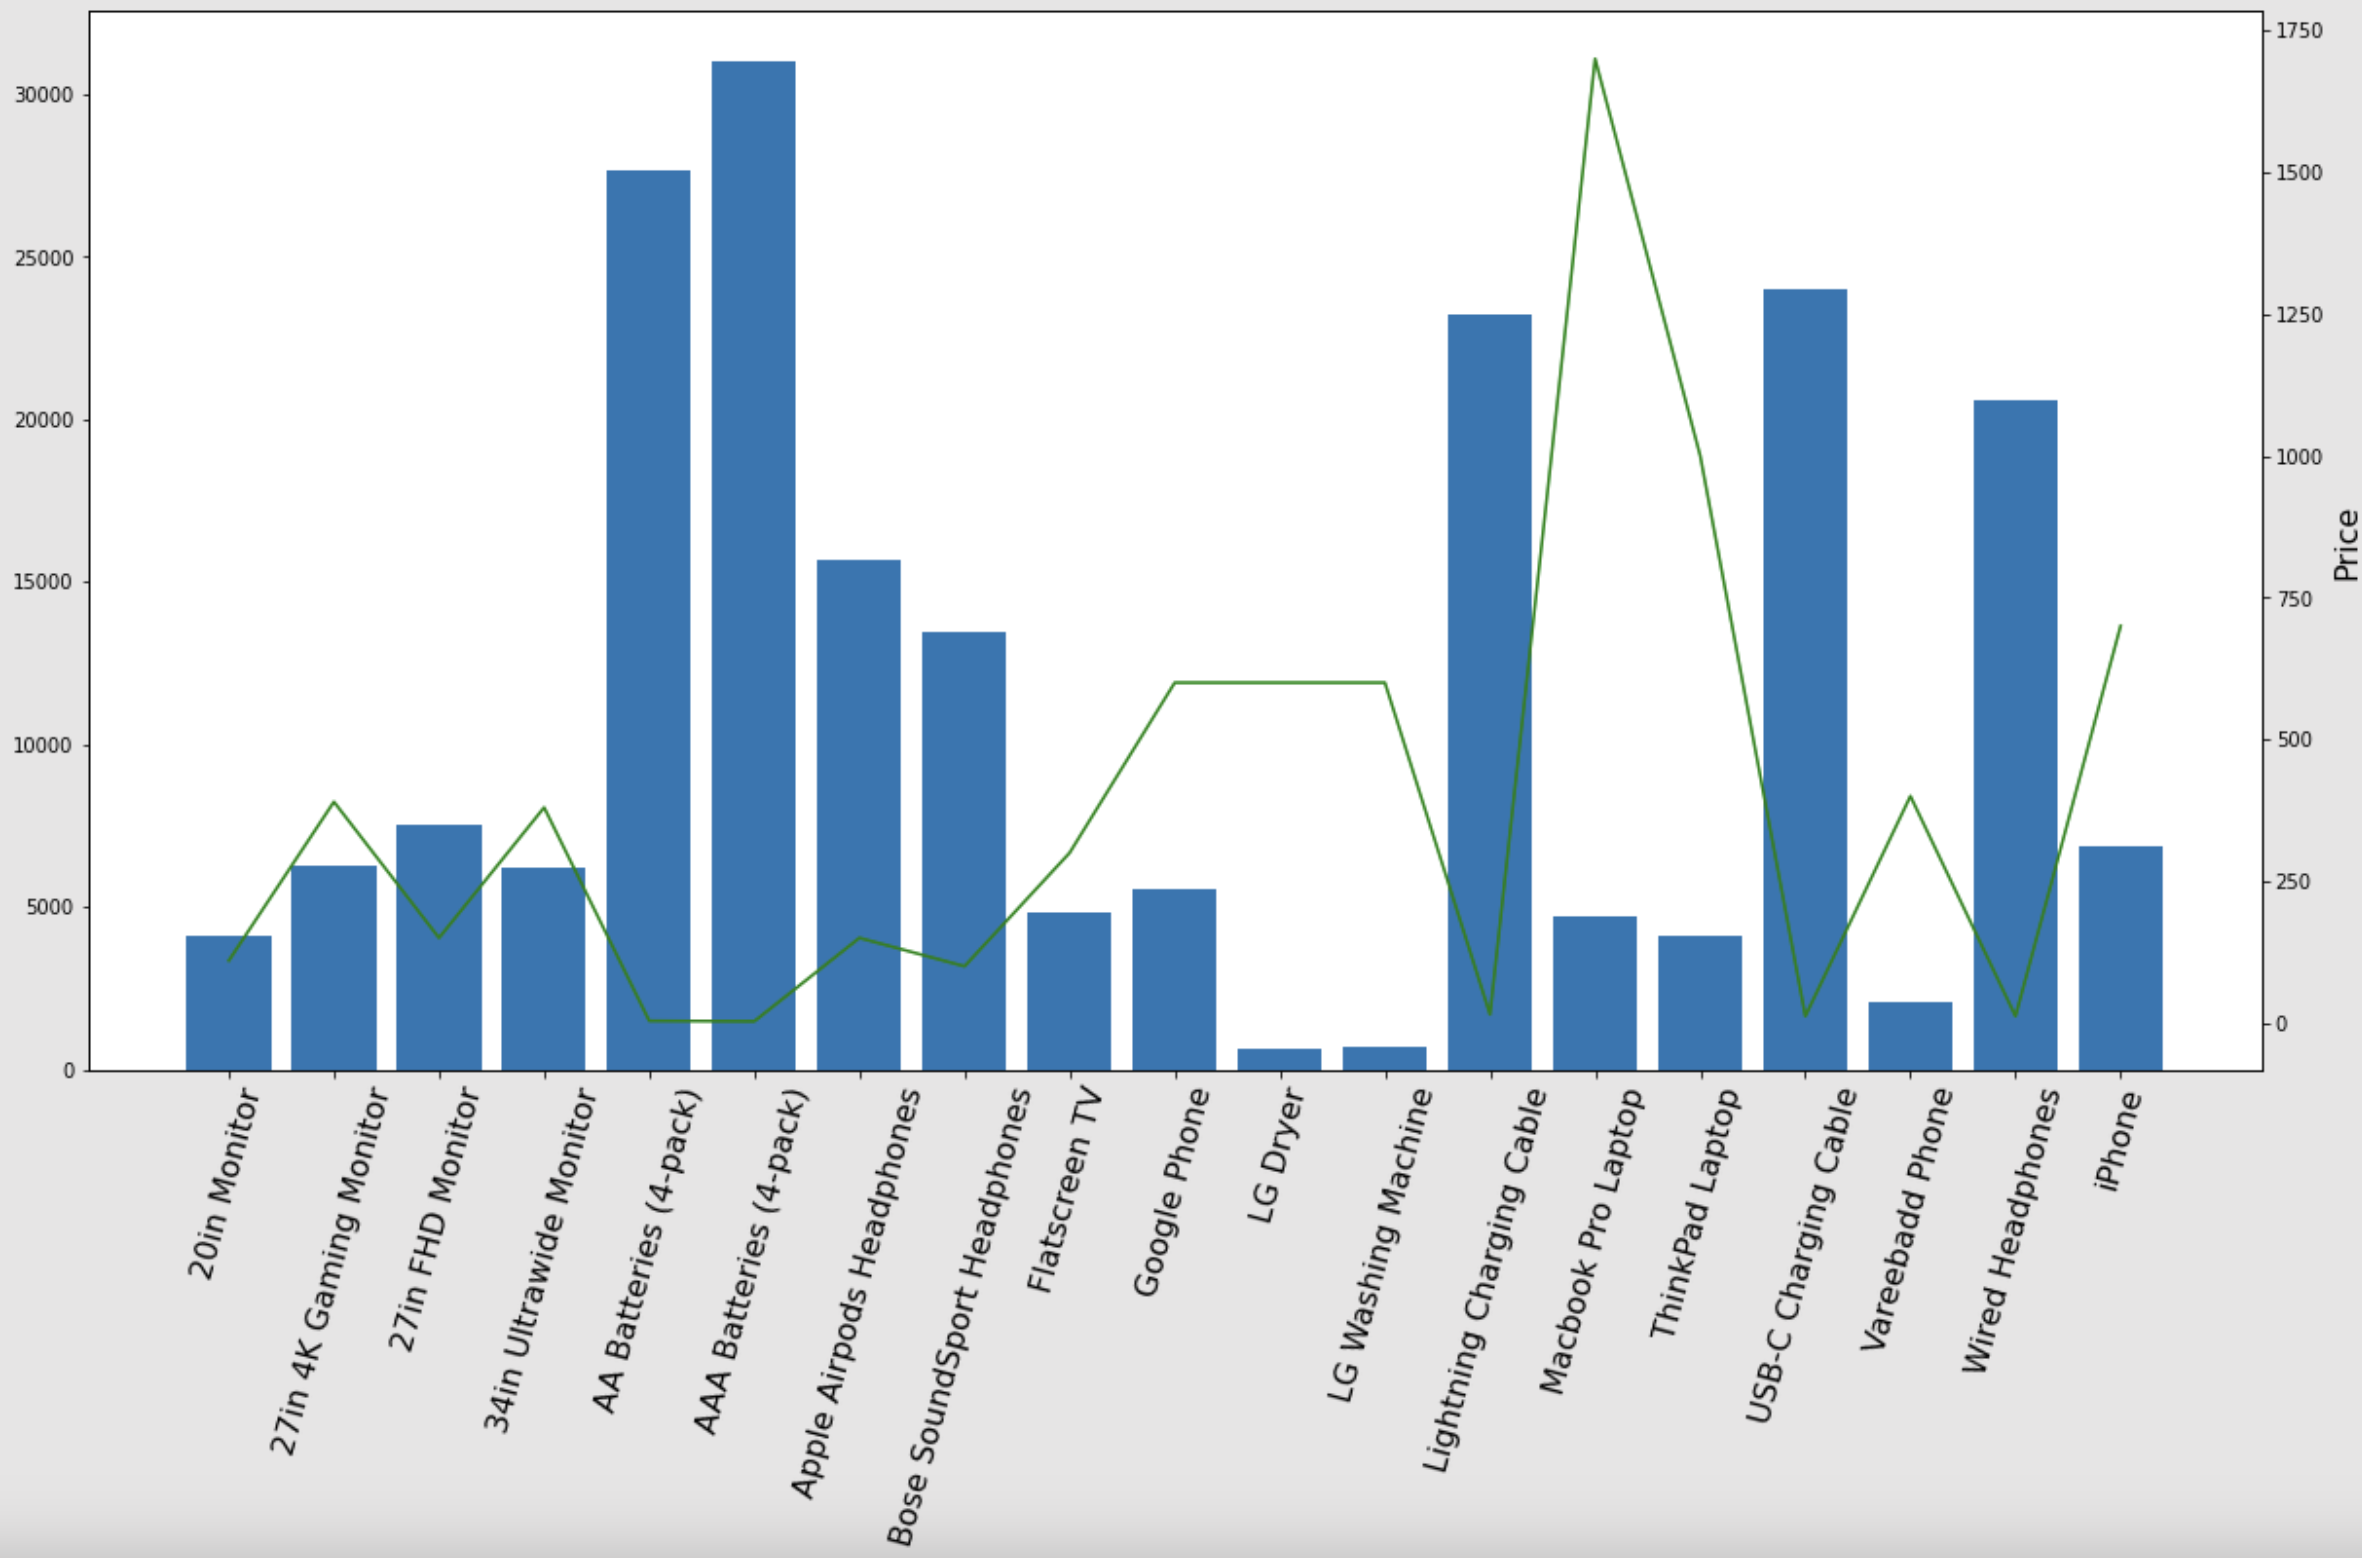 30000
25000
20000
15000
10000
5000
0
1750
1500
1250
1000
750
500
250
0
Price
20in Monitor
27in 4K Gaming Monitor
27in FHD Monitor
34in Ultrawide Monitor
AA Batteries (4-pack)
AAA Batteries (4-pack)
Apple Airpods Headphones
Bose SoundSport Headphones
Flatscreen TV
Google Phone
LG Dryer
LG Washing Machine
Lightning Charging Cable
Macbook Pro Laptop
ThinkPad Laptop
USB-C Charging Cable
Vareebadd Phone
Wired Headphones
iPhone